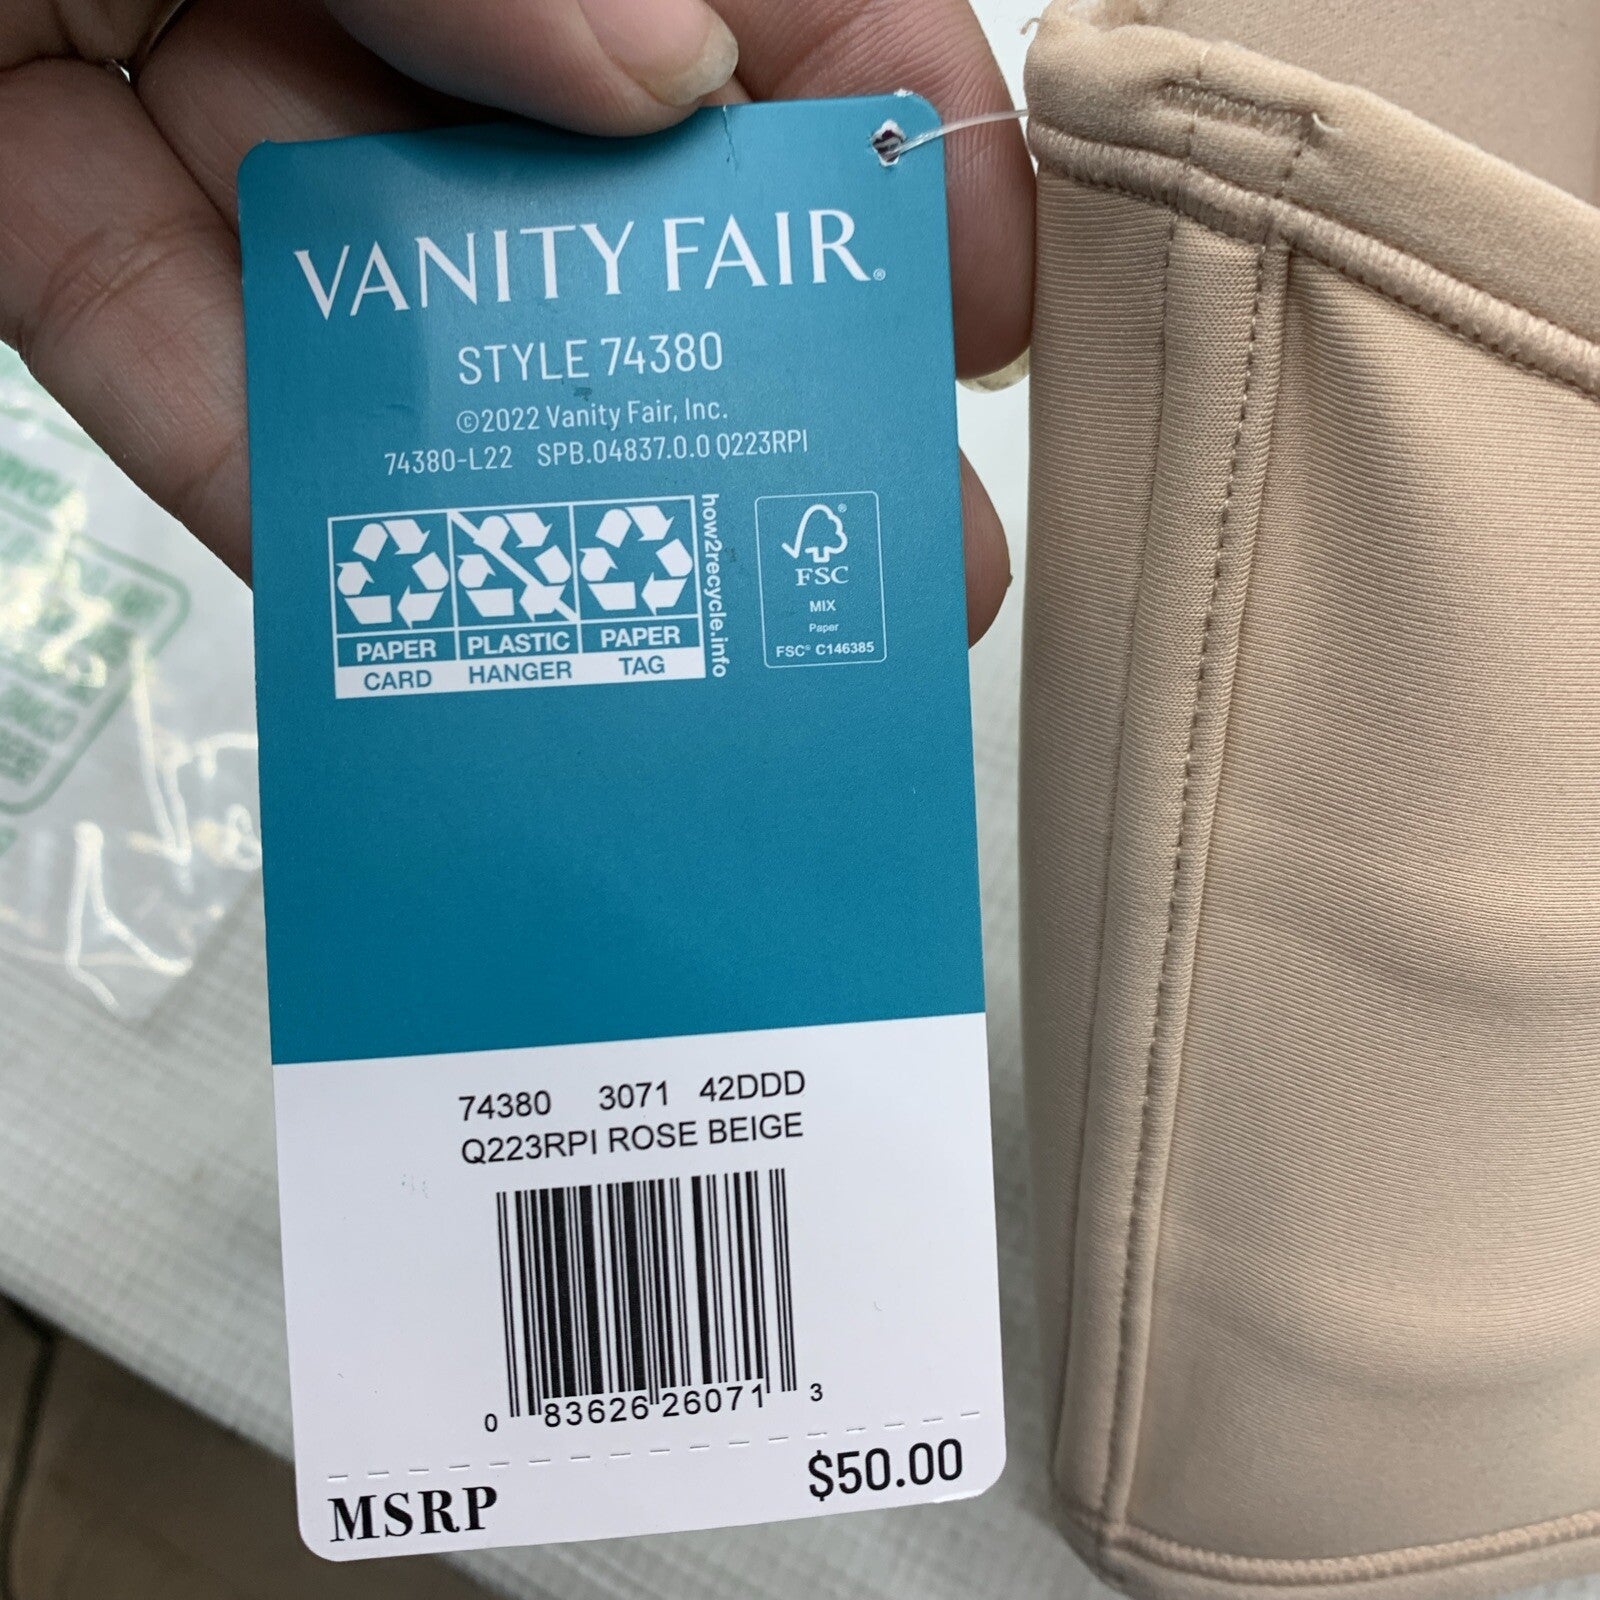 VANITY FAIR®
STYLE 74380
©2022 Vanity Fair, Inc.
74380-L22 SPB.04837.0.0 Q223RPI
PAPER PLASTIC PAPER
CARD HANGER TAG
how2recycle.info
®
FSC
MIX
Paper
FSC® C146385
74380 3071 42DDD
Q223RPI ROSE BEIGE
0 83626 26071 3
MSRP $50.00